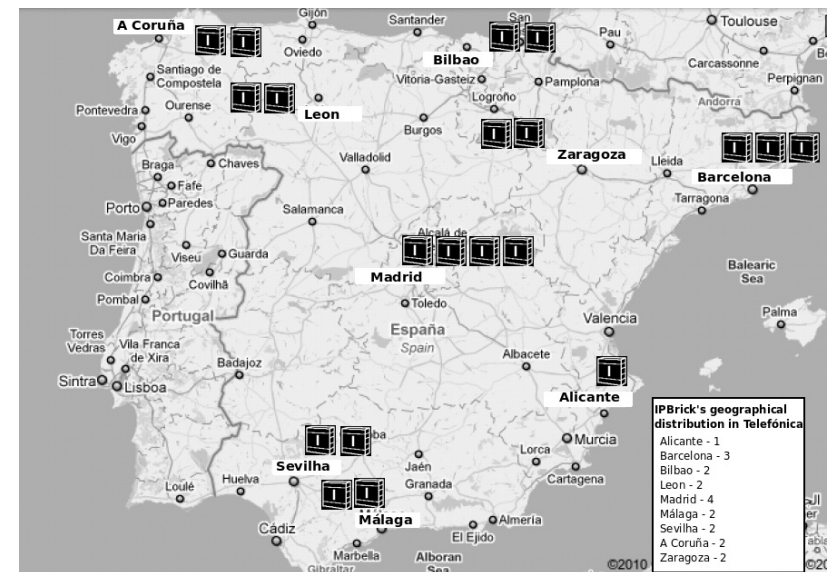 Gijón
A Coruña
Santander
San
Toulouse
Oviedo
Pau
Bilbao
Carcassonne
Santiago de
Compostela
Vitoria-Gasteiz
Pamplona
Perpignan
Logroño
Andorra
Pontevedra
Ourense
Leon
Burgos
Vigo
Braga
Chaves
Valladolid
Zaragoza
Lleida
Barcelona
Fafe
Porto
Paredes
Tarragona
Salamanca
Santa Maria
Da Feira
Alcalá de
Viseu
Guarda
Madrid
Balearic
Sea
Coimbra
Covilhã
Pombal
Toledo
Portugal
Palma
España
Spain
Valencia
Torres
Vedras
Vila Franca
de Xira
Albacete
Badajoz
Sintra
Lisboa
Alicante
IPBrick's geographical
distribution in Telefónica
Alicante - 1
Barcelona - 3
Bilbao - 2
Leon - 2
Madrid - 4
Málaga - 2
Sevilha - 2
A Coruña - 2
Zaragoza - 2
Murcia
Lorca
Jaén
Sevilha
Cartagena
Huelva
Granada
Loulé
Málaga
Almería
Cádiz
El Ejido
Marbella
Alboran
Sea
Gibraltar
©2010